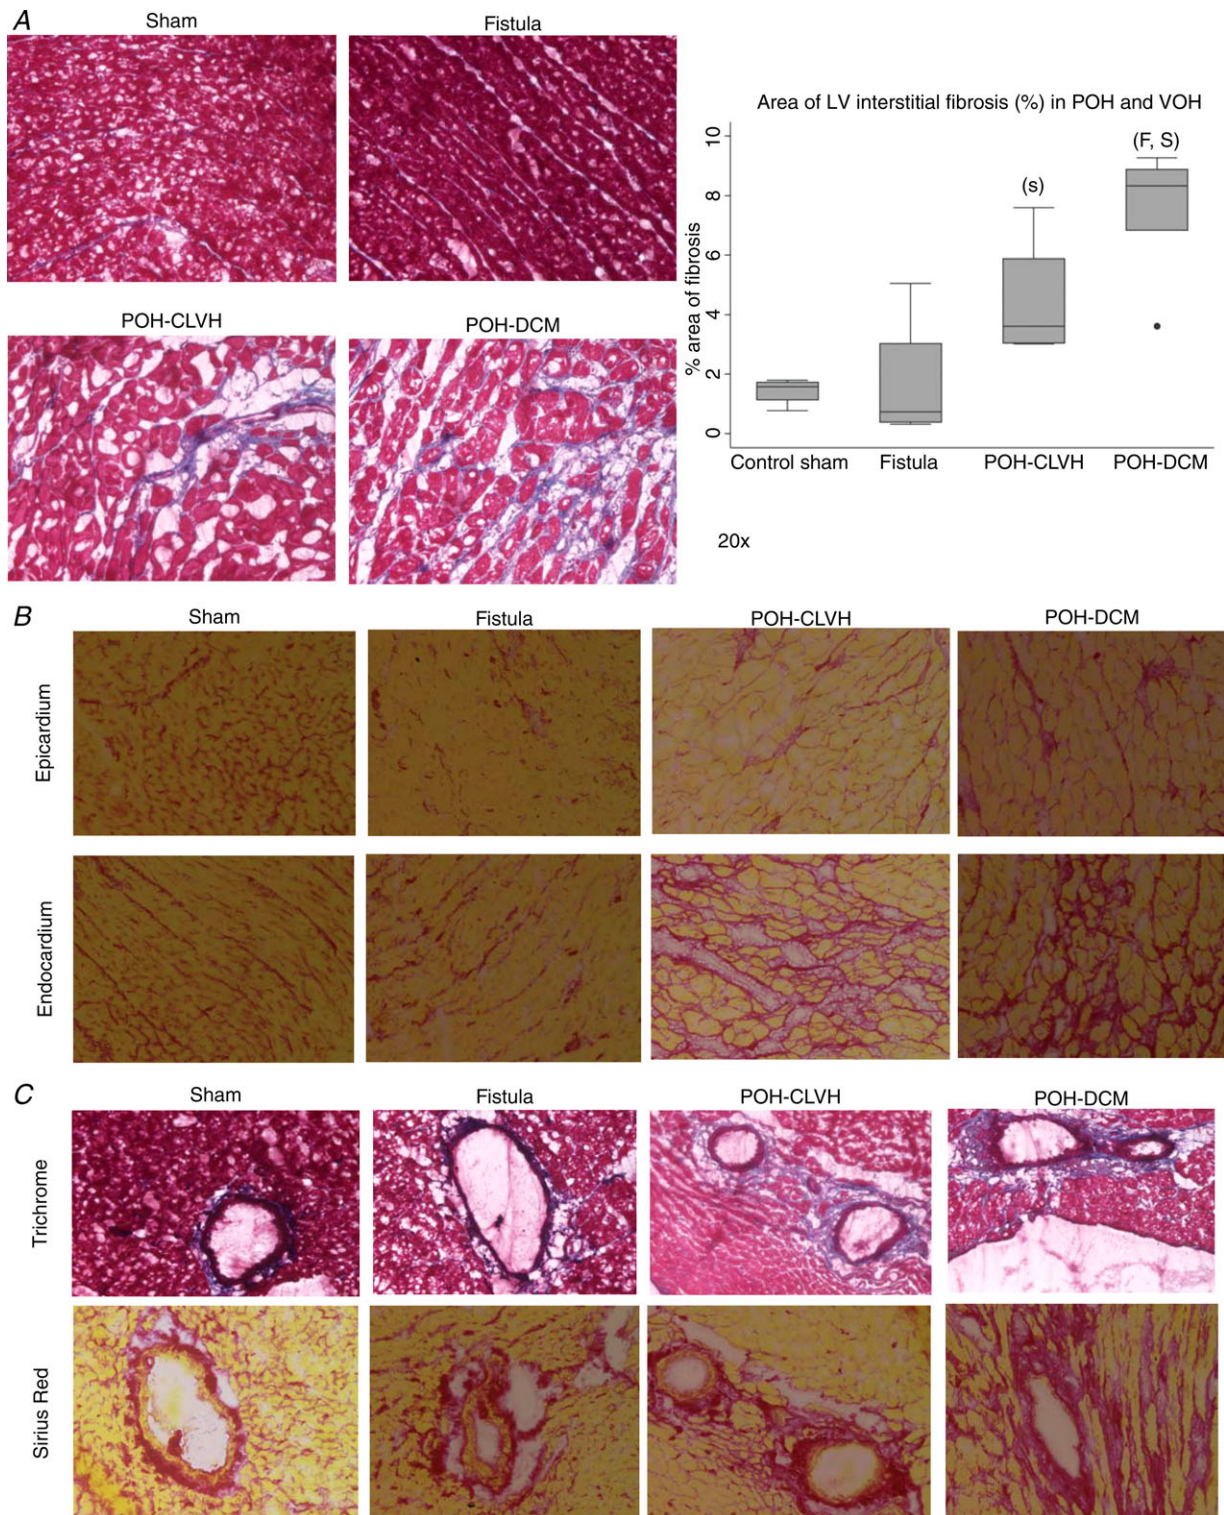 A
Sham
Fistula
POH-CLVH
POH-DCM
Area of LV interstitial fibrosis (%) in POH and VOH
% area of fibrosis
10
8
6
4
2
0
(s)
(F, S)
Control sham
Fistula
POH-CLVH
POH-DCM
20x
B
Sham
Fistula
POH-CLVH
POH-DCM
Epicardium
Endocardium
C
Sham
Fistula
POH-CLVH
POH-DCM
Trichrome
Sirius Red